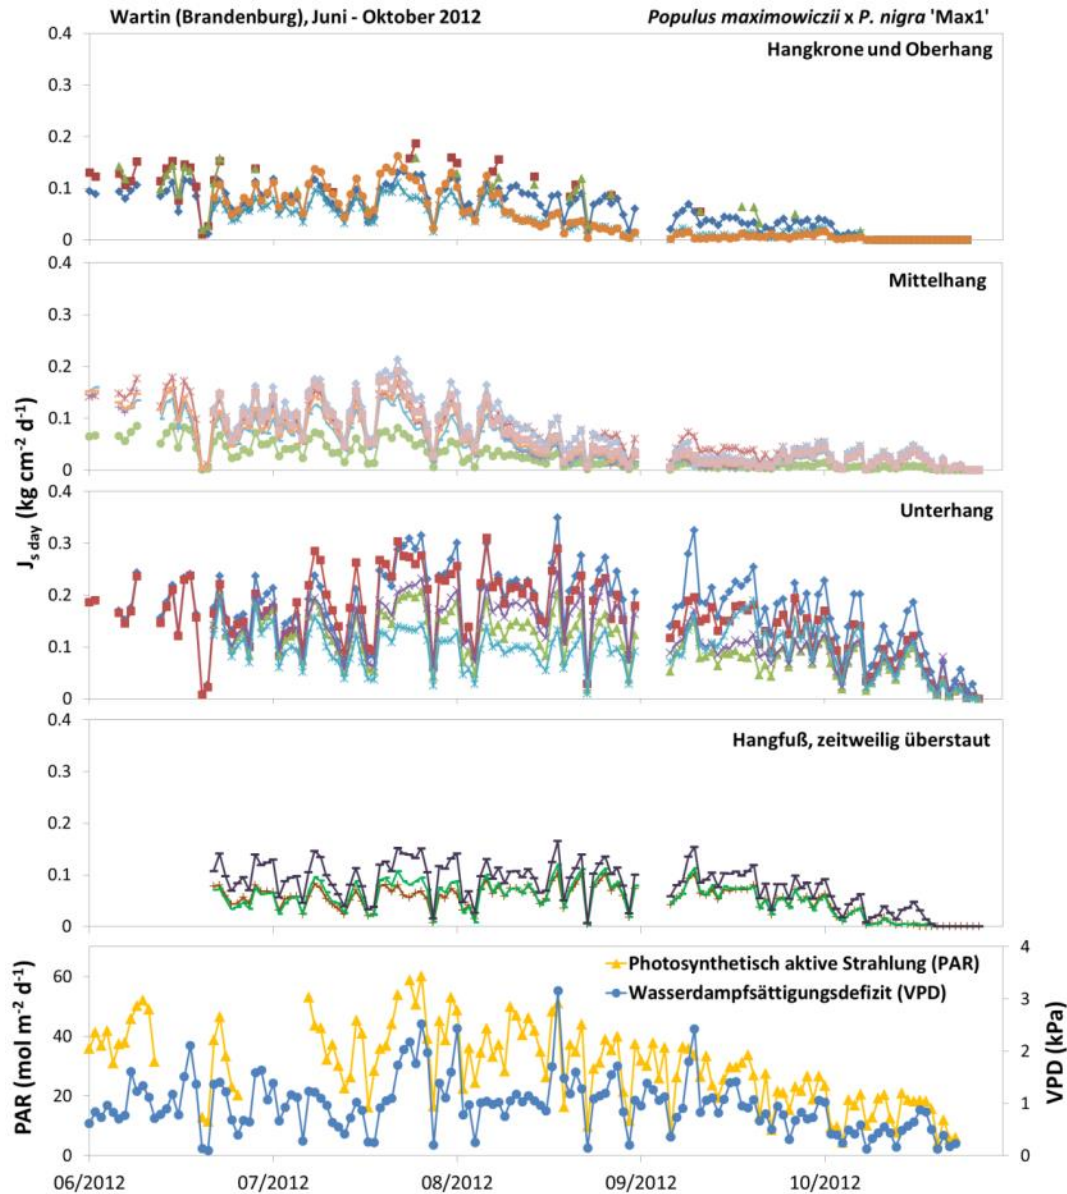 Wartin (Brandenburg), Juni - Oktober 2012 Populus maximowiczii x P. nigra 'Max1'
Hangkrone und Oberhang
0.4
0.3
0.2
0.1
0
Mittelhang
0.4
0.3
0.2
0.1
0
J s day (kg cm-2 d-1)
Unterhang
0.4
0.3
0.2
0.1
0
Hangfuß, zeitweilig überstaut
0.4
0.3
0.2
0.1
0
PAR (mol m-2 d-1)
60
40
20
0
Photosynthetisch aktive Strahlung (PAR)
Wasserdampfsättigungsdefizit (VPD)
4
3
2
1
0
VPD (kPa)
06/2012 07/2012 08/2012 09/2012 10/2012